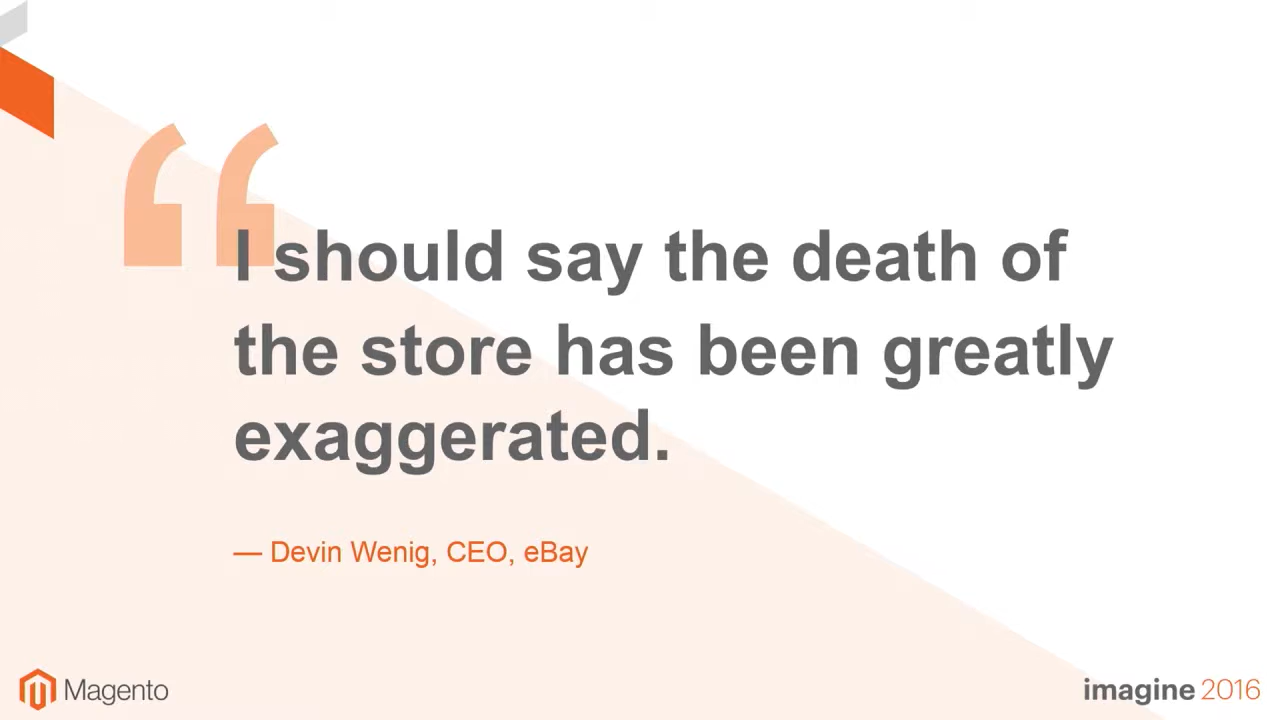 “
I should say the death of
the store has been greatly
exaggerated.
— Devin Wenig, CEO, eBay
Magento
imagine 2016